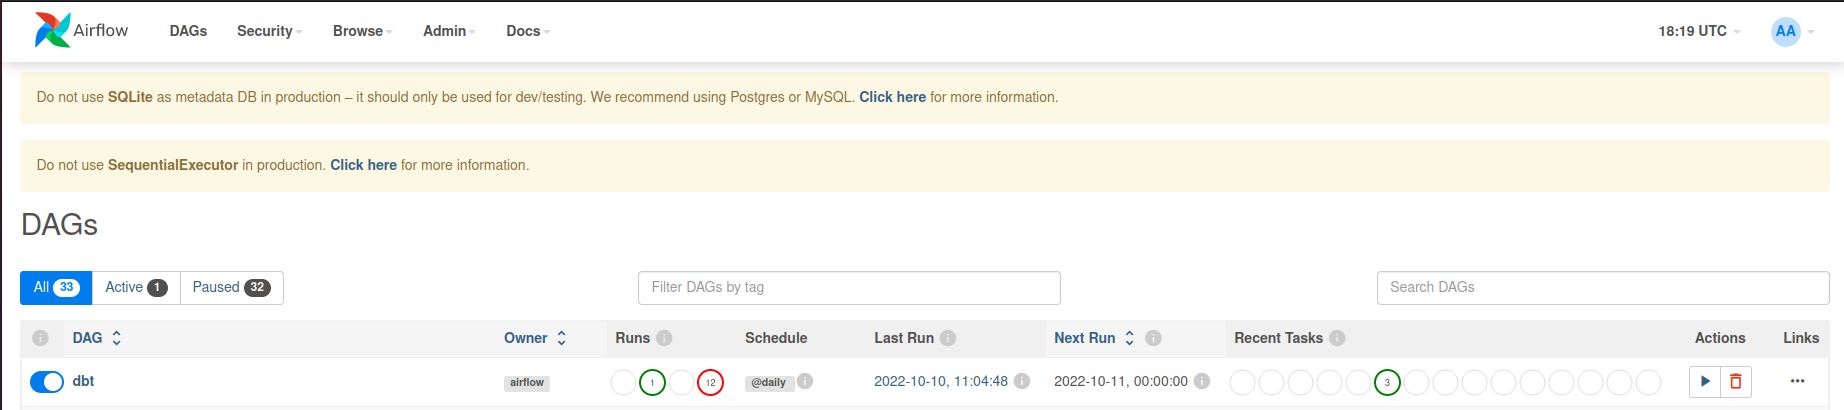 Airflow DAGs Security Browse Admin Docs 18:19 UTC AA
Do not use SQLite as metadata DB in production – it should only be used for dev/testing. We recommend using Postgres or MySQL. Click here for more information.
Do not use SequentialExecutor in production. Click here for more information.
DAGs
All 33 Active 1 Paused 32 Filter DAGs by tag Search DAGs
i DAG Owner Runs i Schedule Last Run i Next Run i Recent Tasks i Actions Links
dbt airflow 1 12 @daily i 2022-10-10, 11:04:48 i 2022-10-11, 00:00:00 i 3